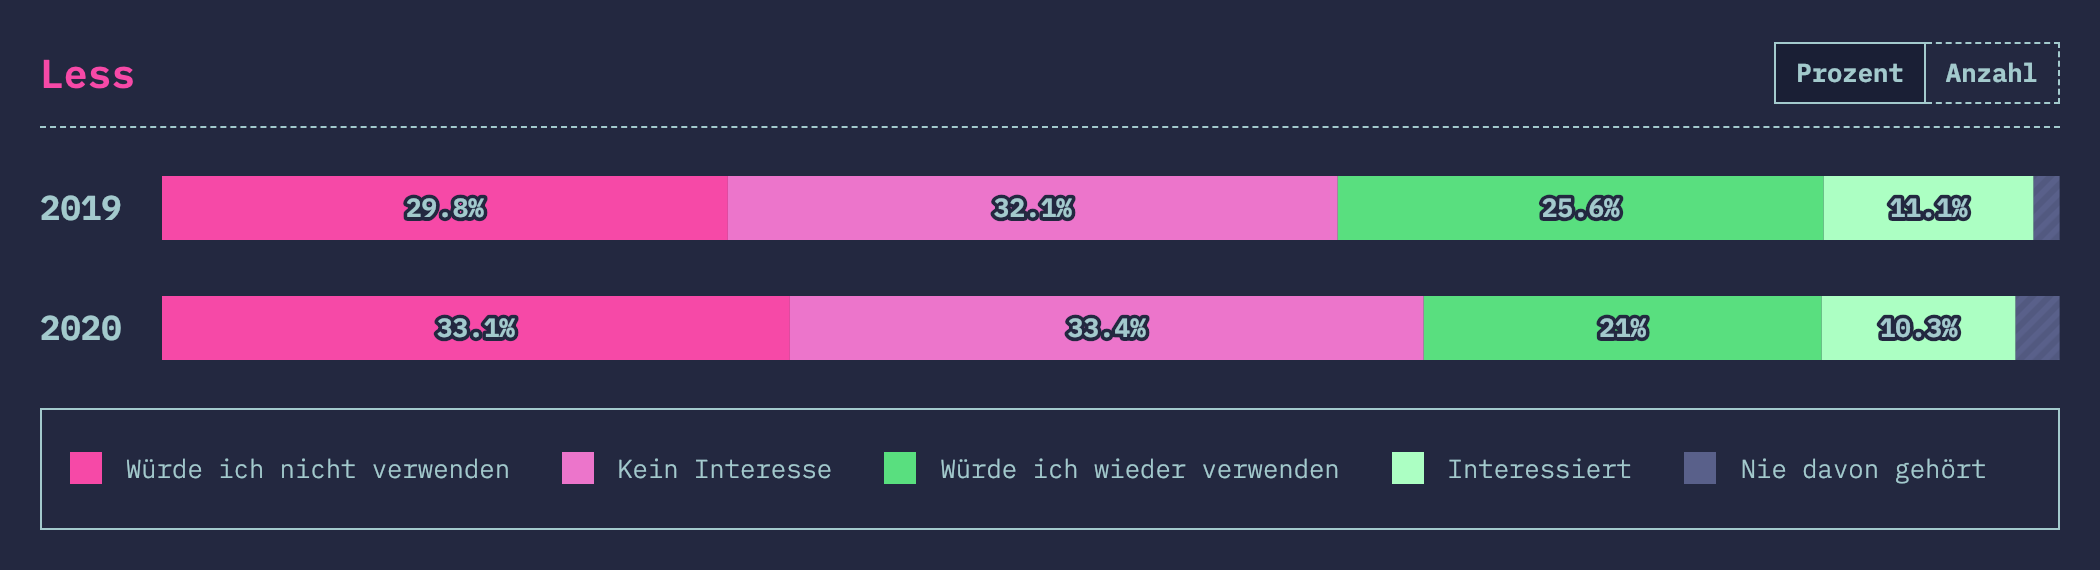 Less
Prozent Anzahl
2019 29.8% 32.1% 25.6% 11.1%
2020 33.1% 33.4% 21% 10.3%
Würde ich nicht verwenden Kein Interesse Würde ich wieder verwenden Interessiert Nie davon gehört